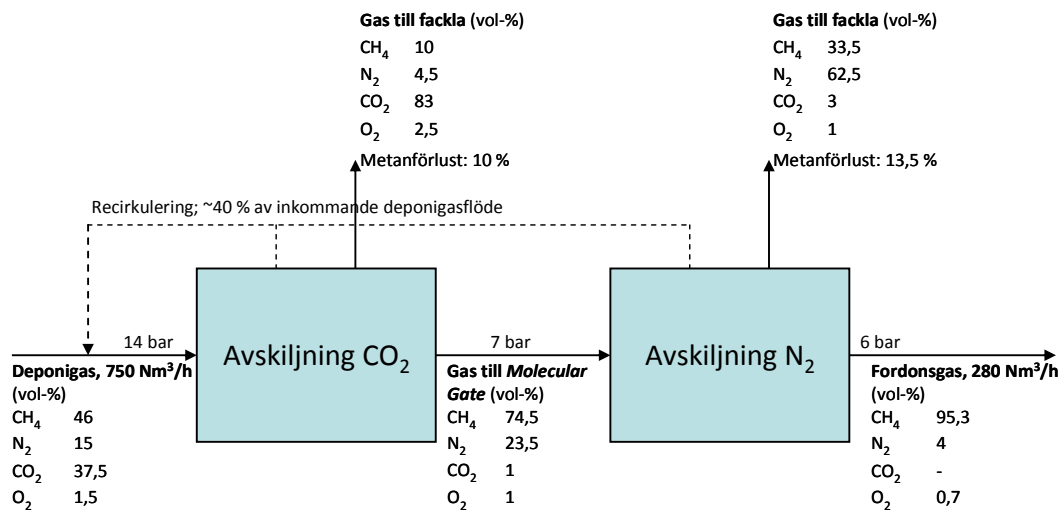 Gas till fackla (vol-%)
CH4 10
N2 4,5
CO2 83
O2 2,5
Metanförlust: 10 %
Gas till fackla (vol-%)
CH4 33,5
N2 62,5
CO2 3
O2 1
Metanförlust: 13,5 %
Recirkulering; ~40 % av inkommande deponigasflöde
14 bar
Avskiljning CO2
7 bar
Avskiljning N2
6 bar
Deponigas, 750 Nm3/h
(vol-%)
CH4 46
N2 15
CO2 37,5
O2 1,5
Gas till Molecular
Gate (vol-%)
CH4 74,5
N2 23,5
CO2 1
O2 1
Fordonsgas, 280 Nm3/h
(vol-%)
CH4 95,3
N2 4
CO2 -
O2 0,7